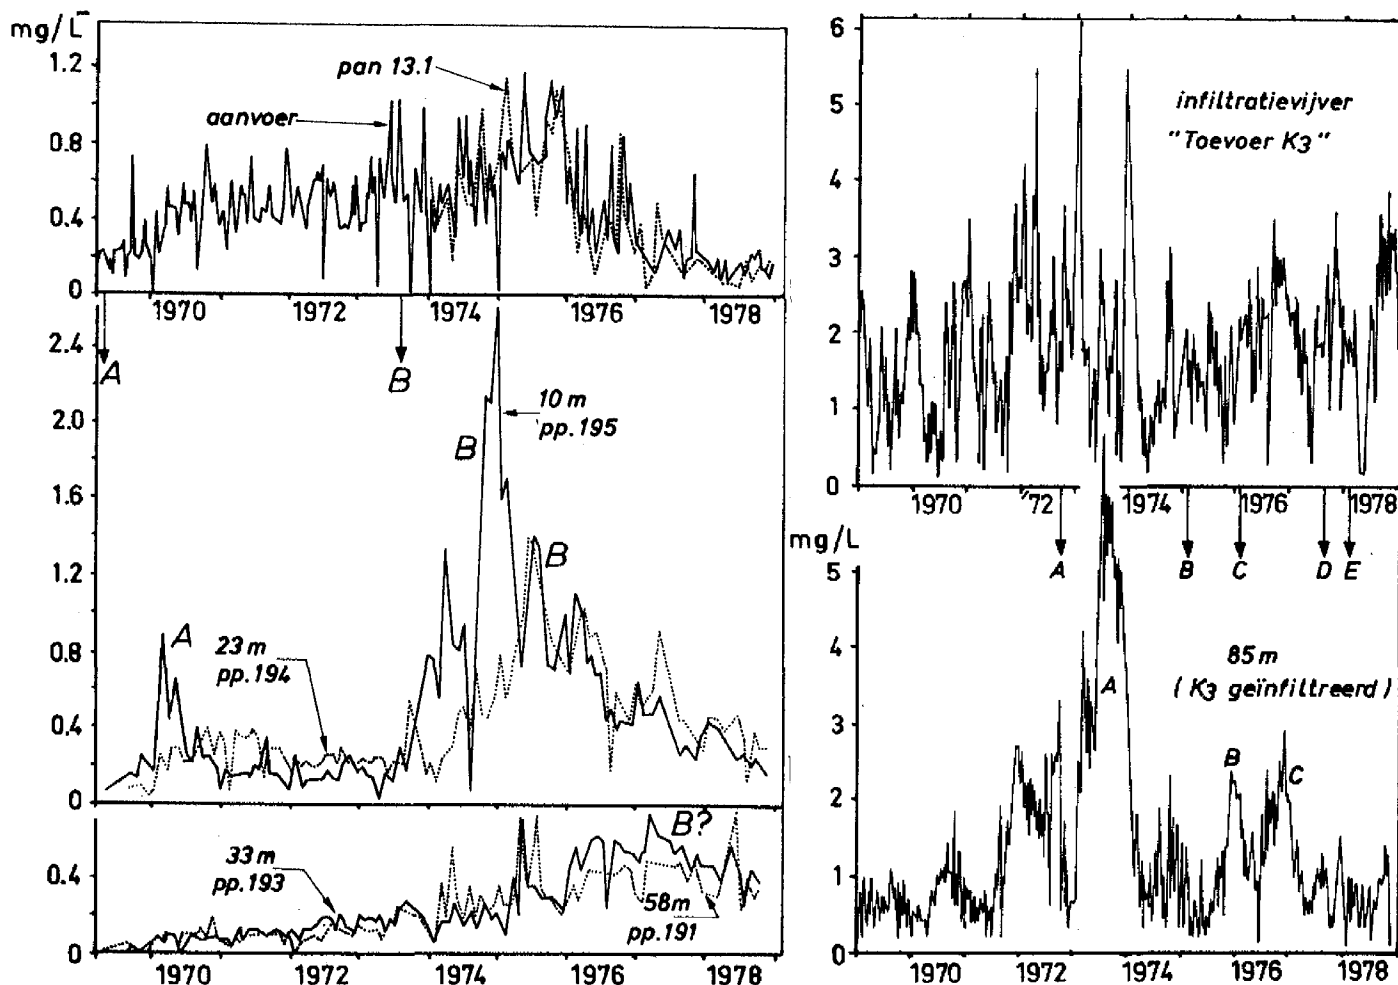 mg/L
1.2
0.8
0.4
0
pan 13.1
aanvoer
1970
1972
1974
1976
1978
A
B
2.4
2.0
1.6
1.2
0.8
0.4
0
B
10 m
pp.195
B
A
23 m
pp.194
0.4
0
33 m
pp.193
B?
58m
pp.191
1970
1972
1974
1976
1978
6
5
4
3
2
1
0
infiltratievijver
"Toevoer K3"
1970
'72
1974
1976
1978
A
B
C
D
E
mg/L
5
4
3
2
1
0
A
85 m
( K3 geïnfiltreerd )
B
C
1970
1972
1974
1976
1978